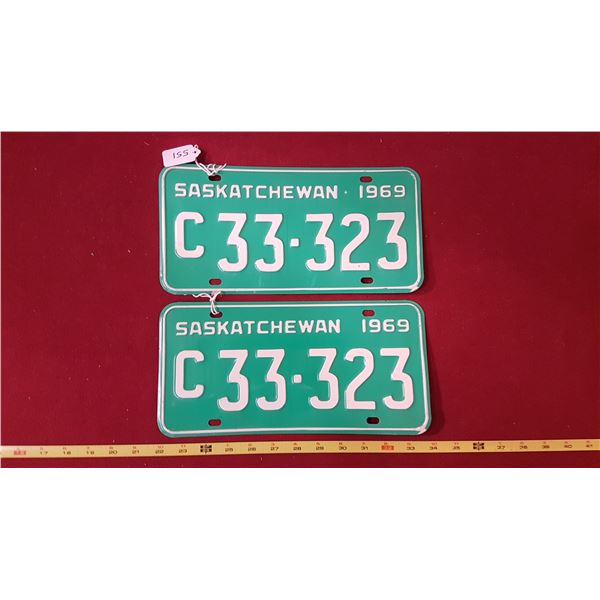 155
SASKATCHEWAN · 1969
C 33·323
SASKATCHEWAN 1969
C 33·323